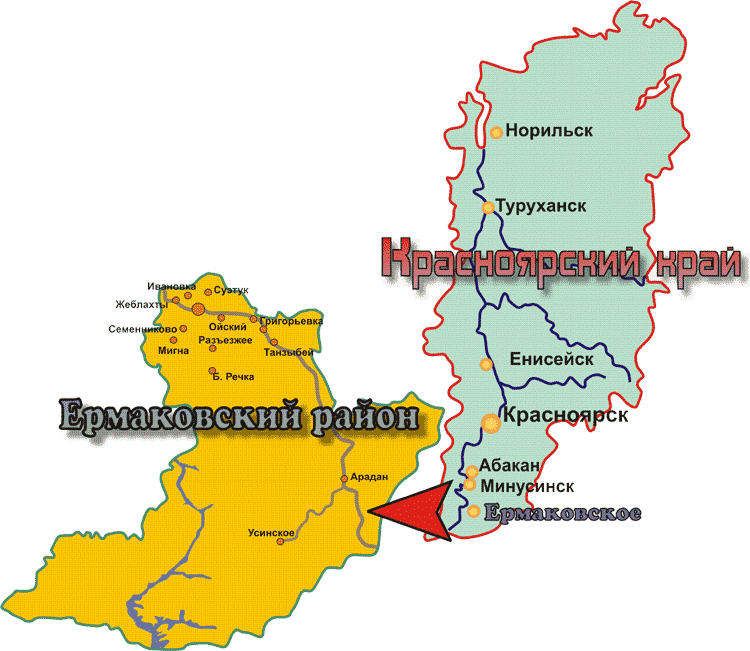 Норильск
Туруханск
Красноярский край
Енисейск
Красноярск
Абакан
Минусинск
Ермаковское
Ивановка
Суэтук
Жеблахты
Ойский
Григорьевка
Семенниково
Разъезжее
Мигна
Танзыбей
Б. Речка
Ермаковский район
Арадан
Усинское